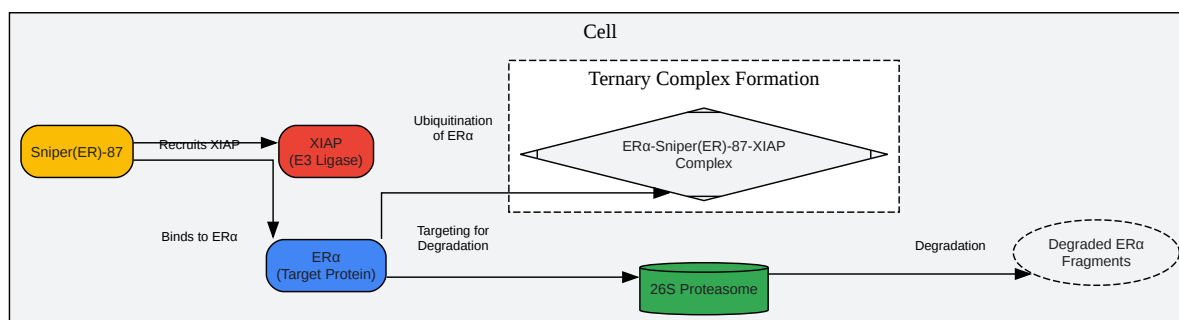 Cell
Ternary Complex Formation
Sniper(ER)-87
Recruits XIAP
XIAP
(E3 Ligase)
Ubiquitination
of ERα
ERα-Sniper(ER)-87-XIAP
Complex
Binds to ERα
ERα
(Target Protein)
Targeting for
Degradation
26S Proteasome
Degradation
Degraded ERα
Fragments